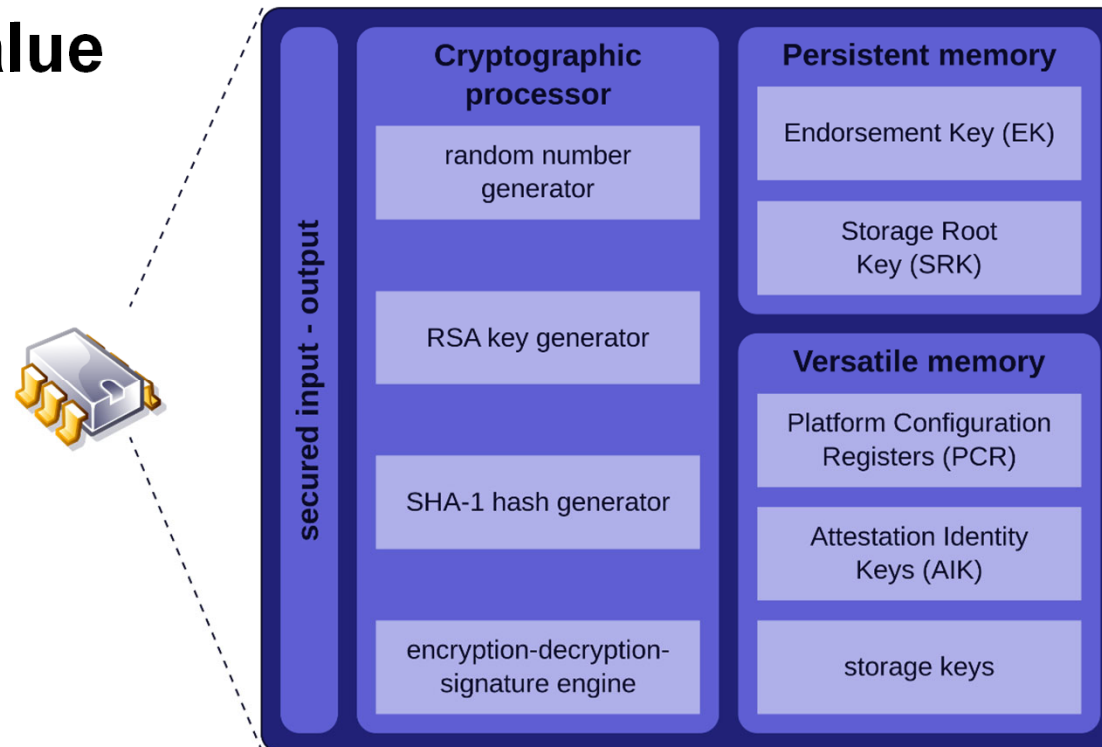 alue
secured input - output
Cryptographic
processor
random number
generator
RSA key generator
SHA-1 hash generator
encryption-decryption-
signature engine
Persistent memory
Endorsement Key (EK)
Storage Root
Key (SRK)
Versatile memory
Platform Configuration
Registers (PCR)
Attestation Identity
Keys (AIK)
storage keys